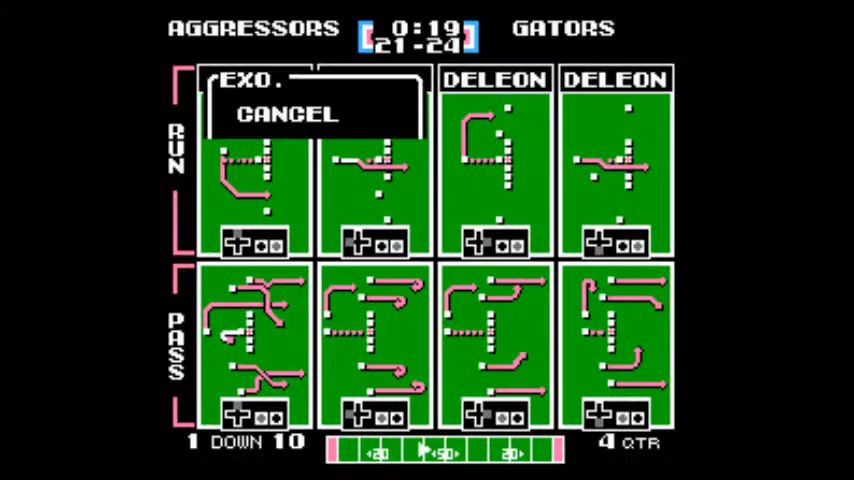 AGGRESSORS 0:19 GATORS
21-24
EXO. DELEON DELEON
CANCEL
RUN
PASS
1 DOWN 10 4 QTR
20 50 20